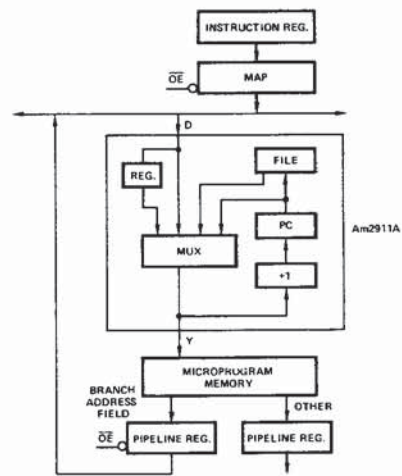 INSTRUCTION REG.
OE
MAP
D
REG.
FILE
MUX
PC
Am2911A
+1
Y
MICROPROGRAM
MEMORY
BRANCH
ADDRESS
FIELD
OTHER
OE
PIPELINE REG.
PIPELINE REG.